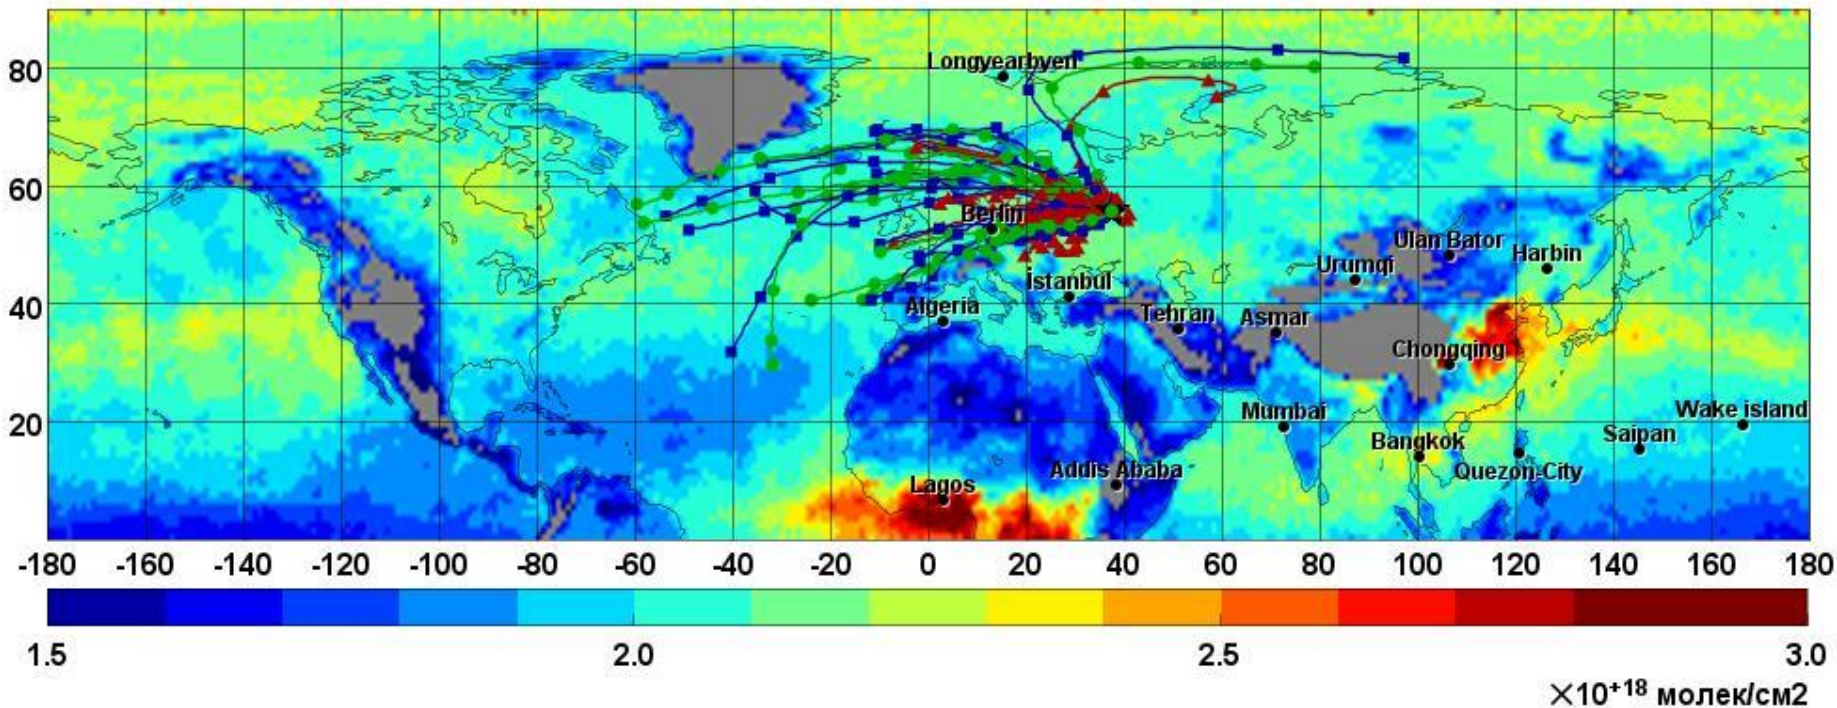 Longyearbyen
80
60
Berlin
Ulan Bator
Harbin
Urumqi
İstanbul
40
Algeria
Tehran
Asmar
Chongqing
20
Mumbai
Wake island
Saipan
Bangkok
Quezon-City
Addis Ababa
Lagos
-180 -160 -140 -120 -100 -80 -60 -40 -20 0 20 40 60 80 100 120 140 160 180
1.5 2.0 2.5 3.0
×10+18 молек/см2